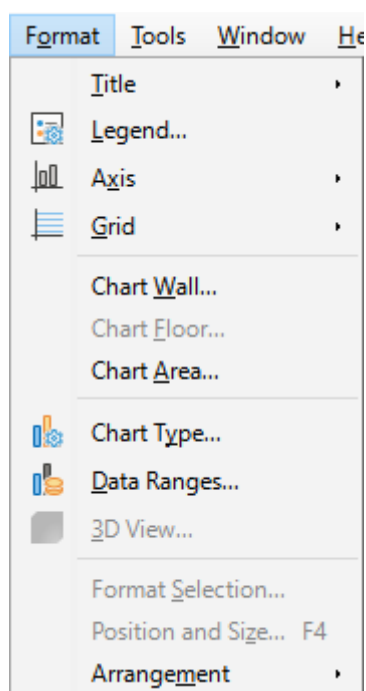 Format Tools Window He
Title
Legend...
Axis
Grid
Chart Wall...
Chart Floor...
Chart Area...
Chart Type...
Data Ranges...
3D View...
Format Selection...
Position and Size... F4
Arrangement